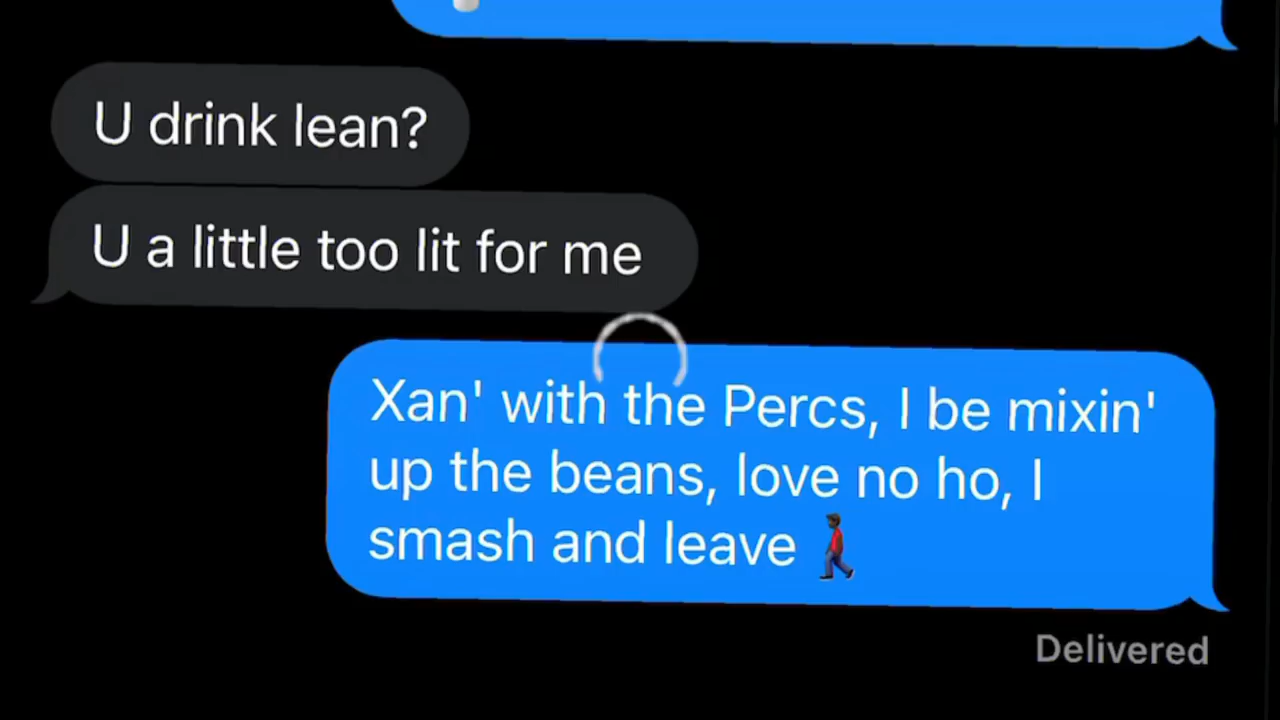 U drink lean?
U a little too lit for me
Xan' with the Percs, I be mixin'
up the beans, love no ho, I
smash and leave 🚶🏿‍♂️
Delivered